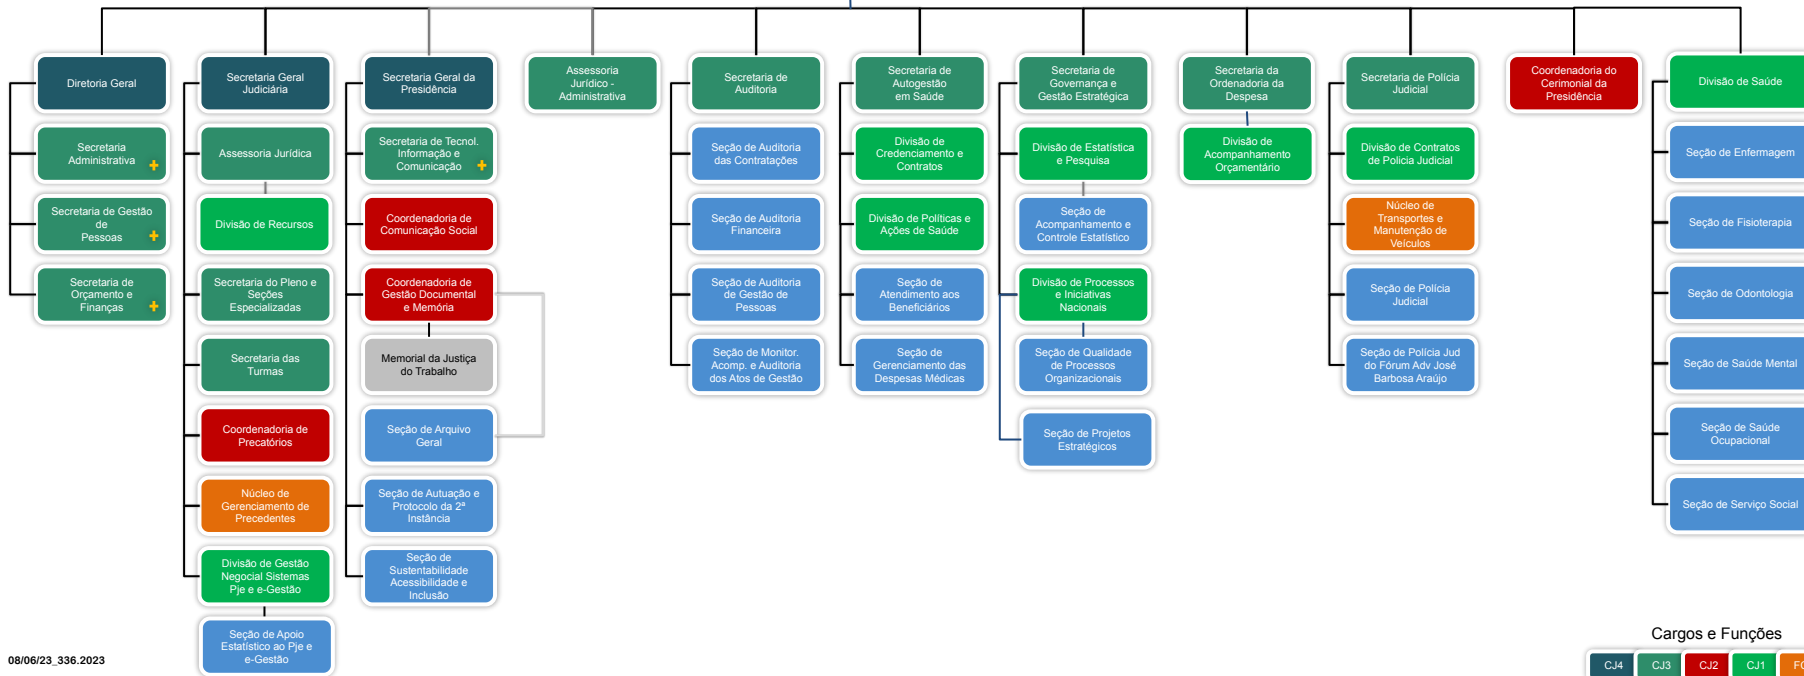 Diretoria Geral
Secretaria
Administrativa
Secretaria de Gestão
de
Pessoas
Secretaria de
Orçamento e
Finanças
Secretaria Geral
Judiciária
Assessoria Jurídica
Divisão de Recursos
Secretaria do Pleno e
Seções
Especializadas
Secretaria das
Turmas
Coordenadoria de
Precatórios
Núcleo de
Gerenciamento de
Precedentes
Divisão de Gestão
Negocial Sistemas
Pje e e-Gestão
Seção de Apoio
Estatístico ao Pje e
e-Gestão
Secretaria Geral da
Presidência
Secretaria de Tecnol.
Informação e
Comunicação
Coordenadoria de
Comunicação Social
Coordenadoria de
Gestão Documental
e Memória
Memorial da Justiça
do Trabalho
Seção de Arquivo
Geral
Seção de Autuação e
Protocolo da 2ª
Instância
Seção de
Sustentabilidade
Acessibilidade e
Inclusão
Assessoria
Jurídico -
Administrativa
Secretaria de
Auditoria
Seção de Auditoria
das Contratações
Seção de Auditoria
Financeira
Seção de Auditoria
de Gestão de
Pessoas
Seção de Monitor.
Acomp. e Auditoria
dos Atos de Gestão
Secretaria de
Autogestão
em Saúde
Divisão de
Credenciamento e
Contratos
Divisão de Políticas e
Ações de Saúde
Seção de
Atendimento aos
Beneficiários
Seção de
Gerenciamento das
Despesas Médicas
Secretaria de
Governança e
Gestão Estratégica
Divisão de Estatística
e Pesquisa
Seção de
Acompanhamento e
Controle Estatístico
Divisão de Processos
e Iniciativas
Nacionais
Seção de Qualidade
de Processos
Organizacionais
Seção de Projetos
Estratégicos
Secretaria da
Ordenadoria da
Despesa
Divisão de
Acompanhamento
Orçamentário
Secretaria de Polícia
Judicial
Divisão de Contratos
de Policia Judicial
Núcleo de
Transportes e
Manutenção de
Veículos
Seção de Polícia
Judicial
Seção de Polícia Jud
do Fórum Adv José
Barbosa Araújo
Coordenadoria do
Cerimonial da
Presidência
Divisão de Saúde
Seção de Enfermagem
Seção de Fisioterapia
Seção de Odontologia
Seção de Saúde Mental
Seção de Saúde
Ocupacional
Seção de Serviço Social
08/06/23_336.2023
Cargos e Funções
CJ4 CJ3 CJ2 CJ1